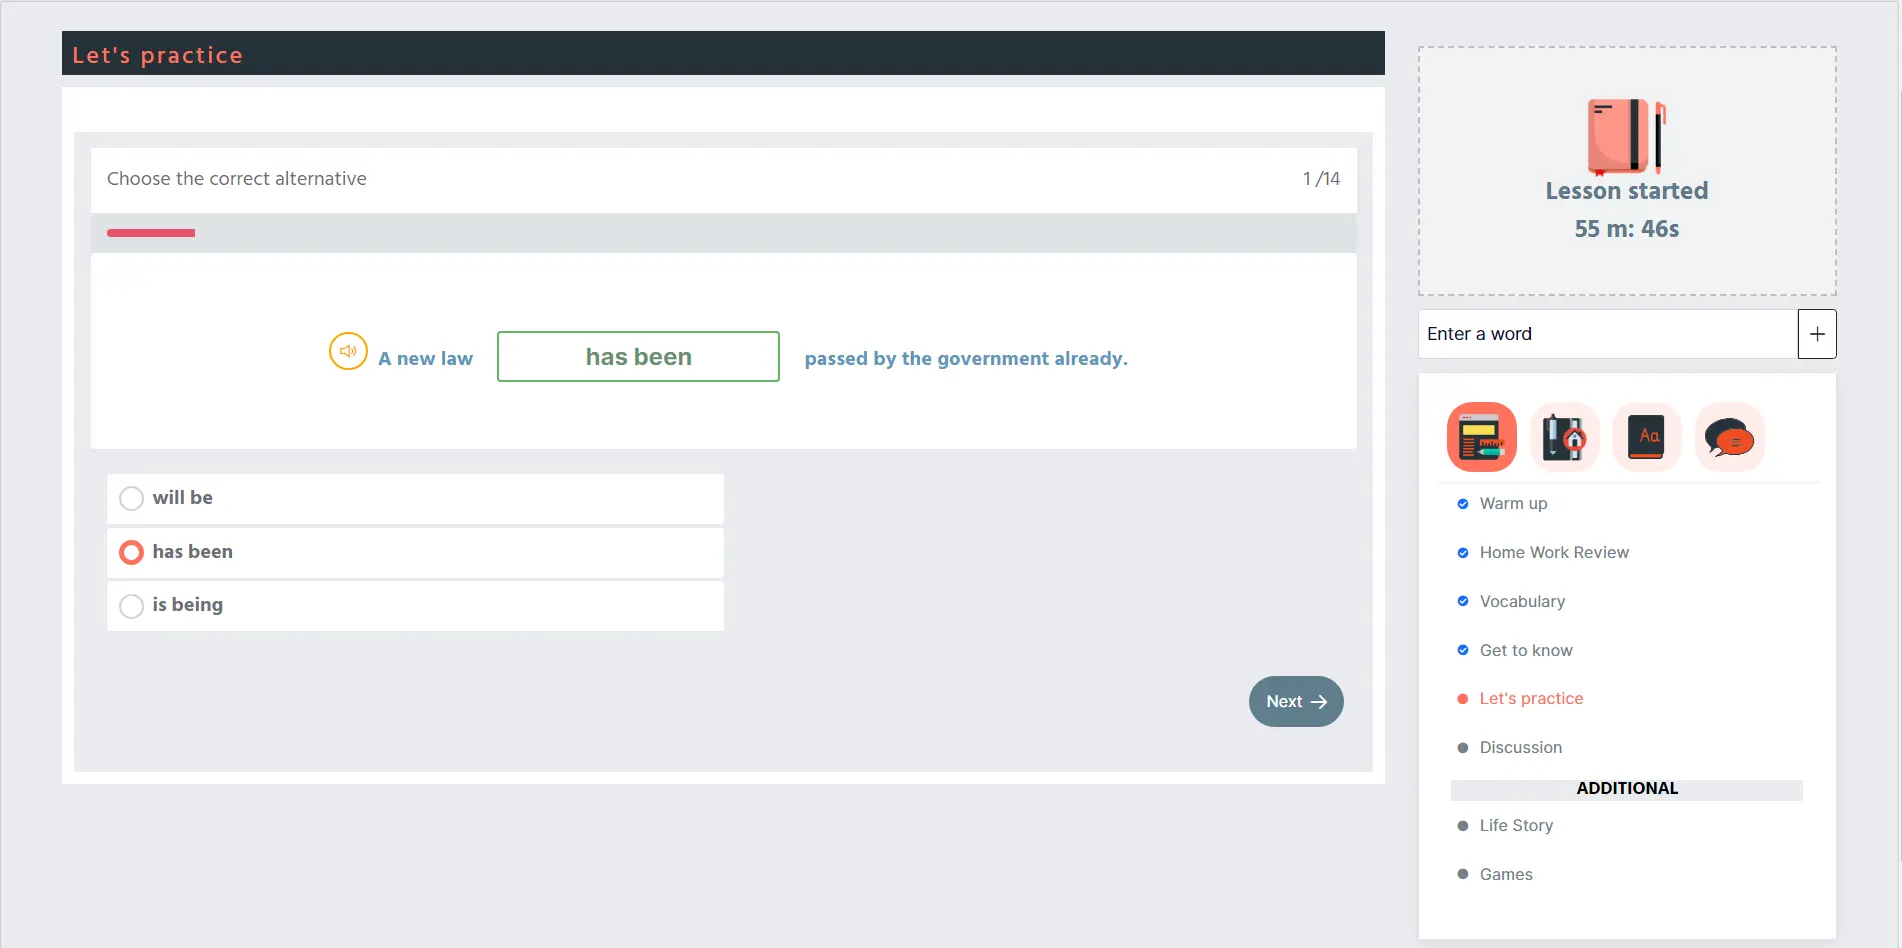 Let's practice
Choose the correct alternative
1 /14
A new law has been passed by the government already.
will be
has been
is being
Next
Lesson started
55 m: 46s
Enter a word
+
Aa
Warm up
Home Work Review
Vocabulary
Get to know
Let's practice
Discussion
ADDITIONAL
Life Story
Games